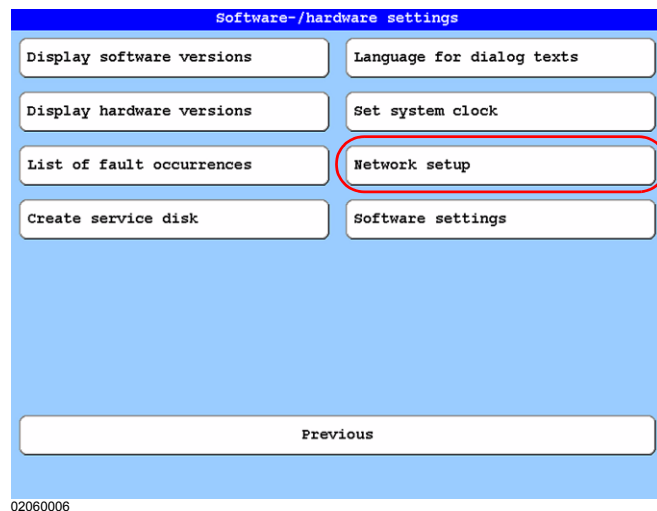 Software-/hardware settings
Display software versions
Language for dialog texts
Display hardware versions
Set system clock
List of fault occurrences
Network setup
Create service disk
Software settings
Previous
02060006